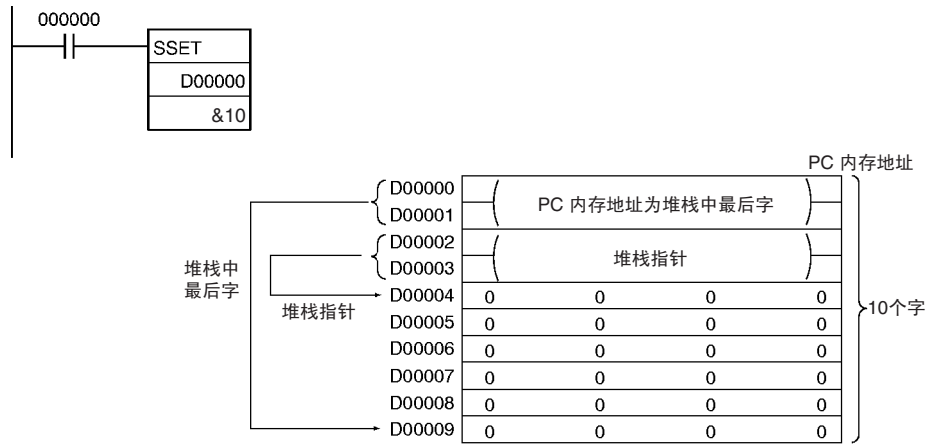 000000
SSET
D00000
&10
PC 内存地址
D00000
D00001
PC 内存地址为堆栈中最后字
D00002
D00003
堆栈指针
堆栈中
最后字
堆栈指针
D00004 0 0 0 0
D00005 0 0 0 0
D00006 0 0 0 0
D00007 0 0 0 0
D00008 0 0 0 0
D00009 0 0 0 0
10个字